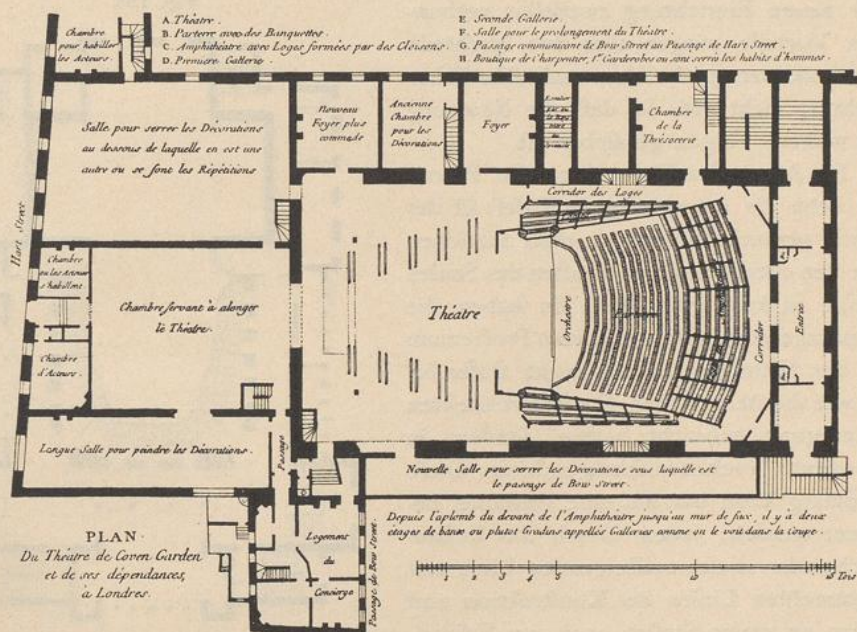 A. Théatre.
B. Parterre avec des Banquettes.
C. Amphithéatre avec Loges formées par des Cloisons.
D. Premiere Gallerie.
E. Seconde Gallerie.
F. Salle pour le prolongement du Théatre.
G. Passage communicant de Bow Street au Passage de Hart Street.
H. Boutique de Charpentier, Garderobes ou sont serrés les habits d'hommes.
Chambre
pour habiller
les Acteurs
Salle pour serrer les Décorations
au dessous de laquelle en est une
autre ou se font les Répétitions
Nouveau
Foyer plus
commode
Ancienne
Chambre
pour les
Décorations
Foyer
Chambre
de la
Thrésorerie
Hart Street
Corridor des Loges
Chambre
ou les Acteurs
s'habillent
Chambre servant à alonger
le Théatre.
Théatre
Orchestre
Parterre
Corridor
Entrée
Chambre
d'Acteurs
Longue Salle pour peindre les Décorations.
Passage
Nouvelle Salle pour serrer les Décorations sous laquelle est
le passage de Bow Street.
Logement
du
Concierge
Passage de Bow Street
Depuis l'aplomb du devant de l'Amphithéatre jusqu'au mur de face, il y a deux
étages de bancs ou plutot Gradins appellés Galleries comme on le voit dans la Coupe.
PLAN
Du Théatre de Coven Garden
et de ses dépendances,
à Londres.
1 2 3 4 5 10 15 Tois